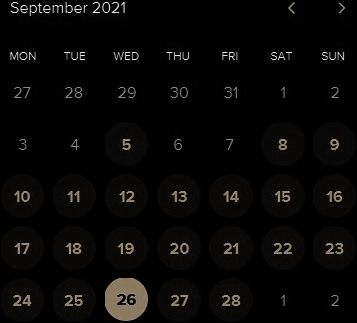 September 2021
MON TUE WED THU FRI SAT SUN
27 28 29 30 31 1 2
3 4 5 6 7 8 9
10 11 12 13 14 15 16
17 18 19 20 21 22 23
24 25 26 27 28 1 2